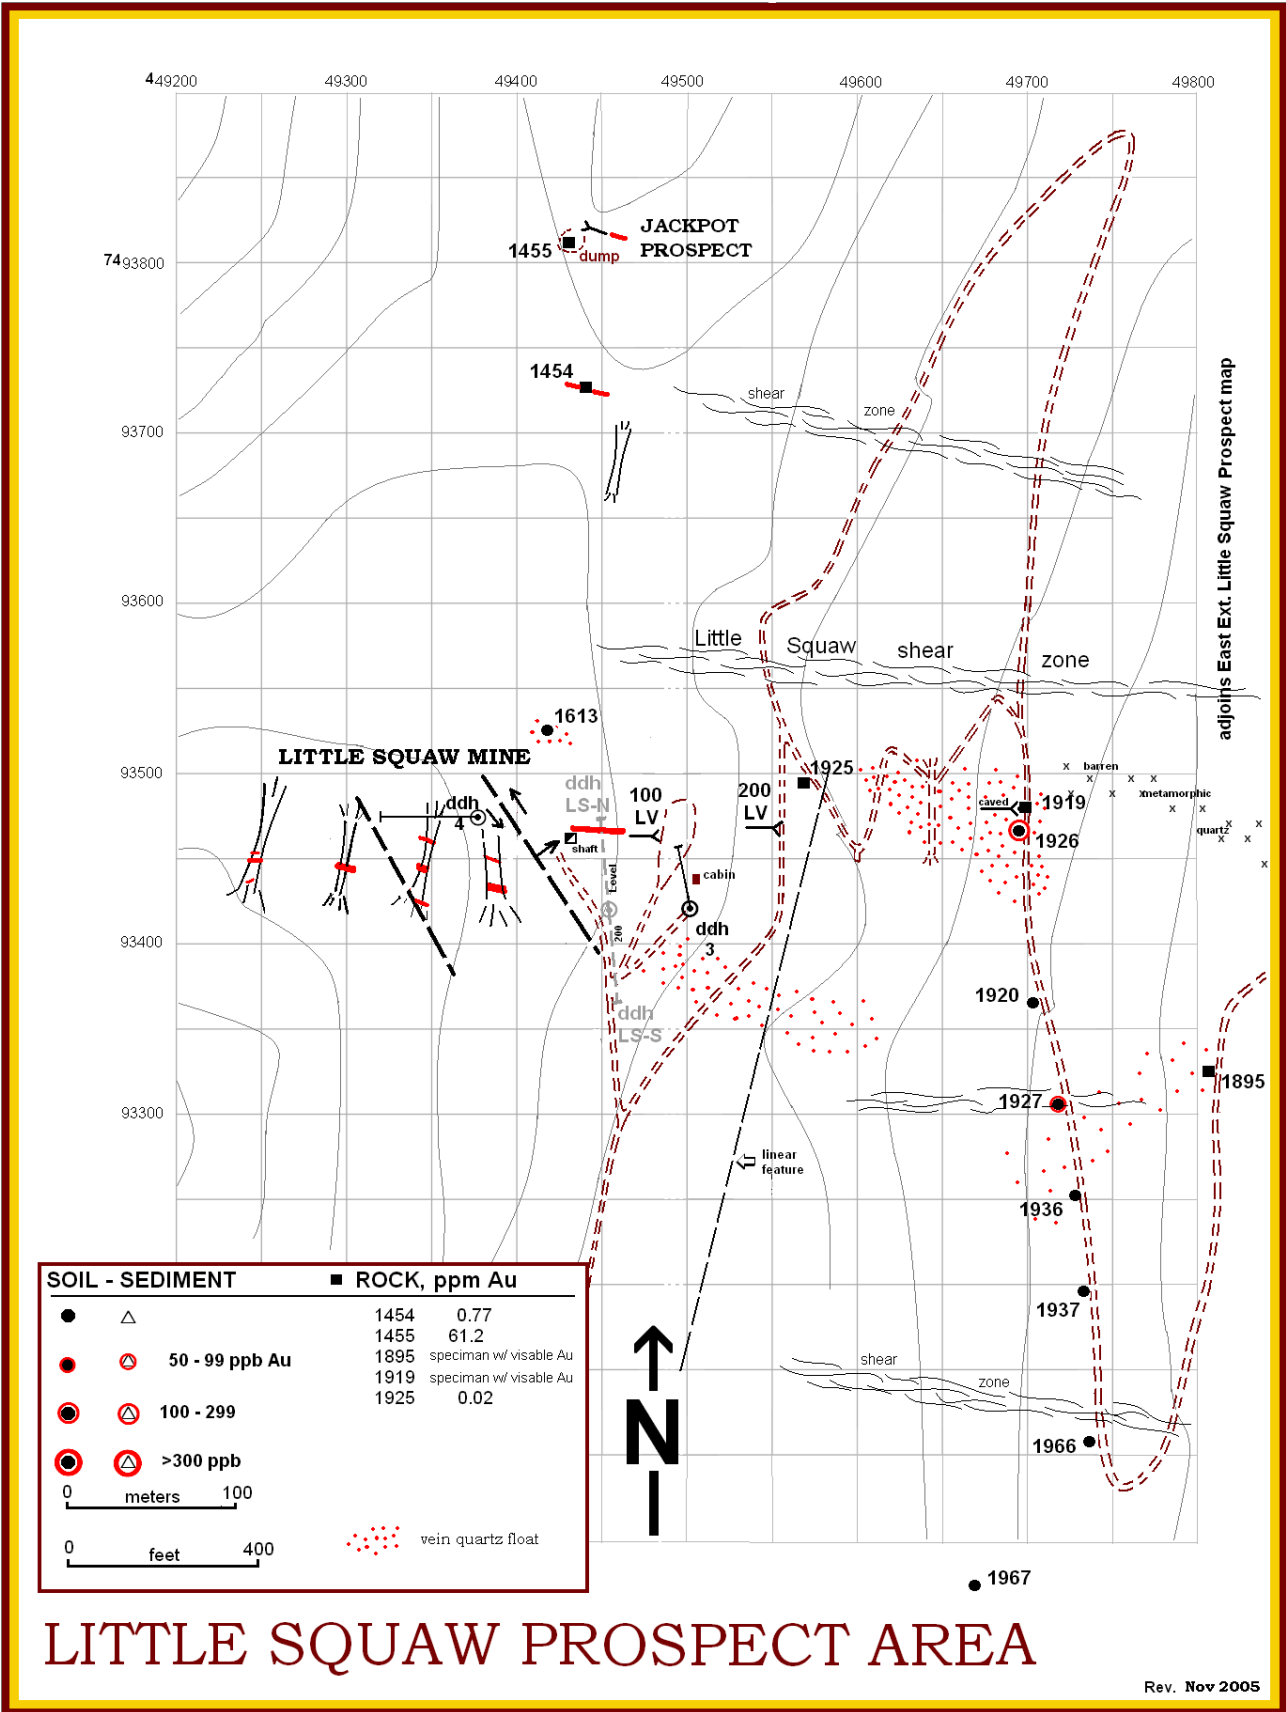 449200 49300 49400 49500 49600 49700 49800
JACKPOT
PROSPECT
1455
dump
7493800
1454
shear
zone
93700
adjoins East Ext. Little Squaw Prospect map
93600
Little Squaw shear zone
1613
LITTLE SQUAW MINE
93500
ddh
LS-N
100
LV
200
LV
1925
barren
metamorphic
quartz
caved
1919
1926
ddh
4
shaft
Level
200
cabin
ddh
3
93400
1920
ddh
LS-S
1895
1927
93300
linear
feature
1936
1937
shear
zone
1966
1967
N
SOIL - SEDIMENT
50 - 99 ppb Au
100 - 299
>300 ppb
0 meters 100
0 feet 400
ROCK, ppm Au
1454 0.77
1455 61.2
1895 speciman w/ visable Au
1919 speciman w/ visable Au
1925 0.02
vein quartz float
LITTLE SQUAW PROSPECT AREA
Rev. Nov 2005